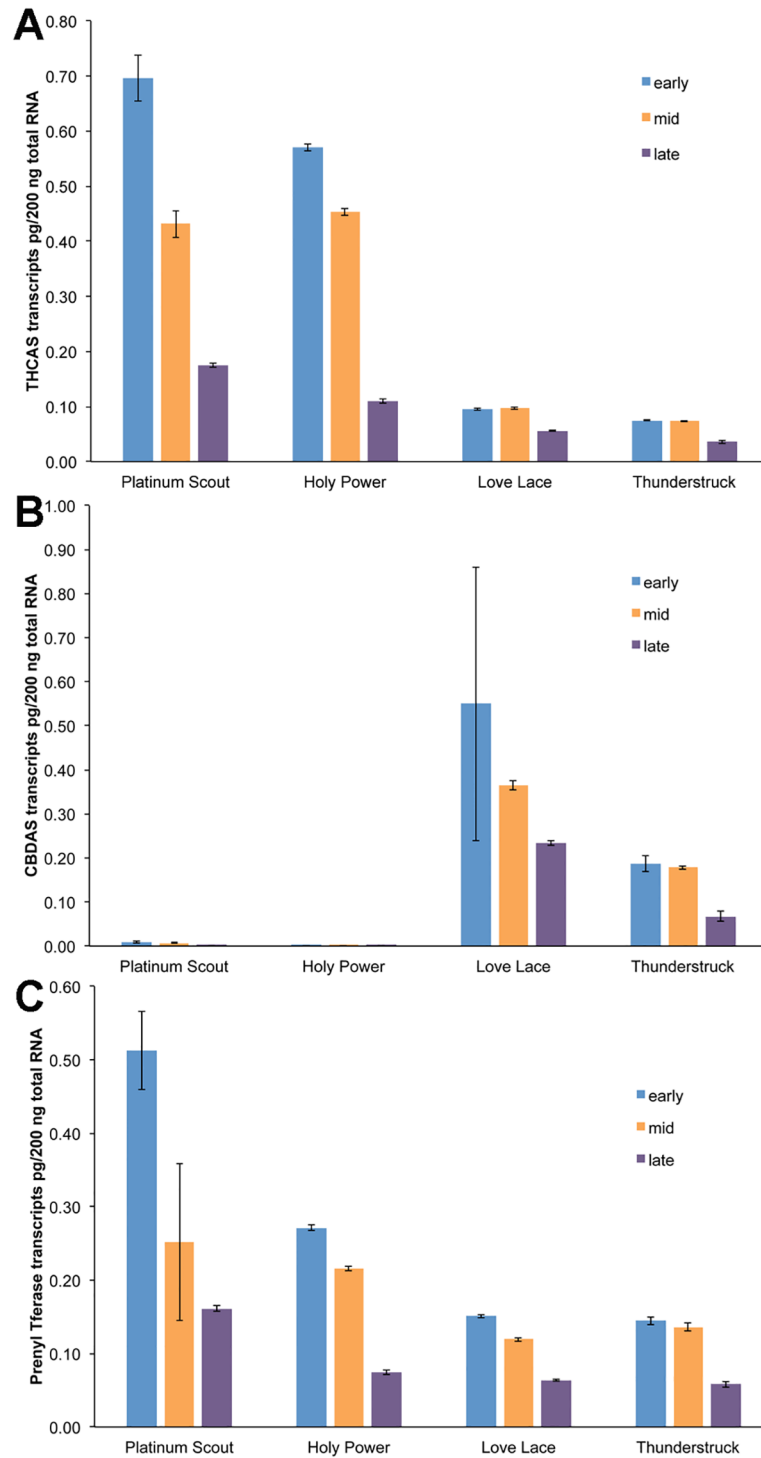 A
THCAS transcripts pg/200 ng total RNA
0.80
0.70
0.60
0.50
0.40
0.30
0.20
0.10
0.00
early
mid
late
Platinum Scout
Holy Power
Love Lace
Thunderstruck
B
CBDAS transcripts pg/200 ng total RNA
1.00
0.90
0.80
0.70
0.60
0.50
0.40
0.30
0.20
0.10
0.00
early
mid
late
Platinum Scout
Holy Power
Love Lace
Thunderstruck
C
Prenyl Tferase transcripts pg/200 ng total RNA
0.60
0.50
0.40
0.30
0.20
0.10
0.00
early
mid
late
Platinum Scout
Holy Power
Love Lace
Thunderstruck